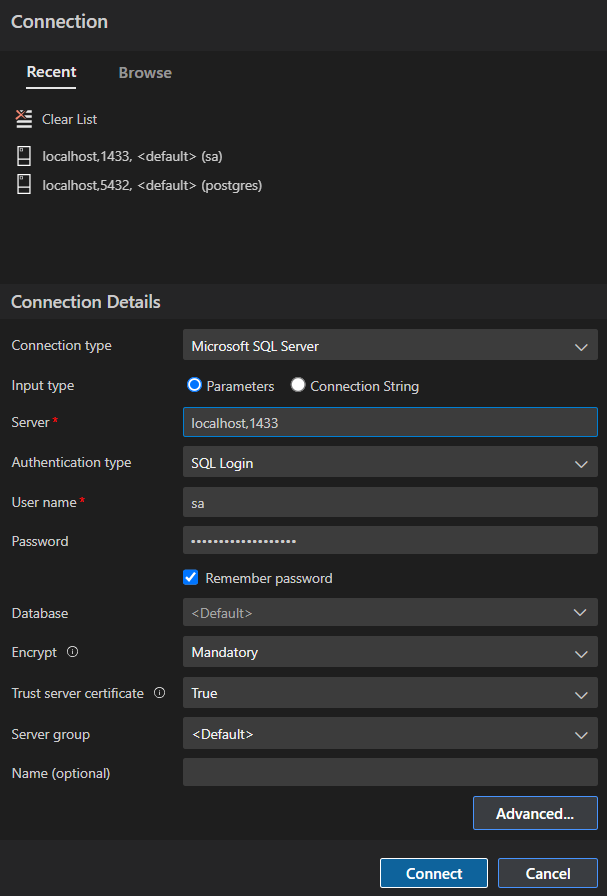 Connection
Recent Browse
Clear List
localhost,1433, <default> (sa)
localhost,5432, <default> (postgres)
Connection Details
Connection type Microsoft SQL Server
Input type Parameters Connection String
Server* localhost,1433
Authentication type SQL Login
User name* sa
Password •••••••••••••••••••
Remember password
Database <Default>
Encrypt Mandatory
Trust server certificate True
Server group <Default>
Name (optional)
Advanced...
Connect Cancel